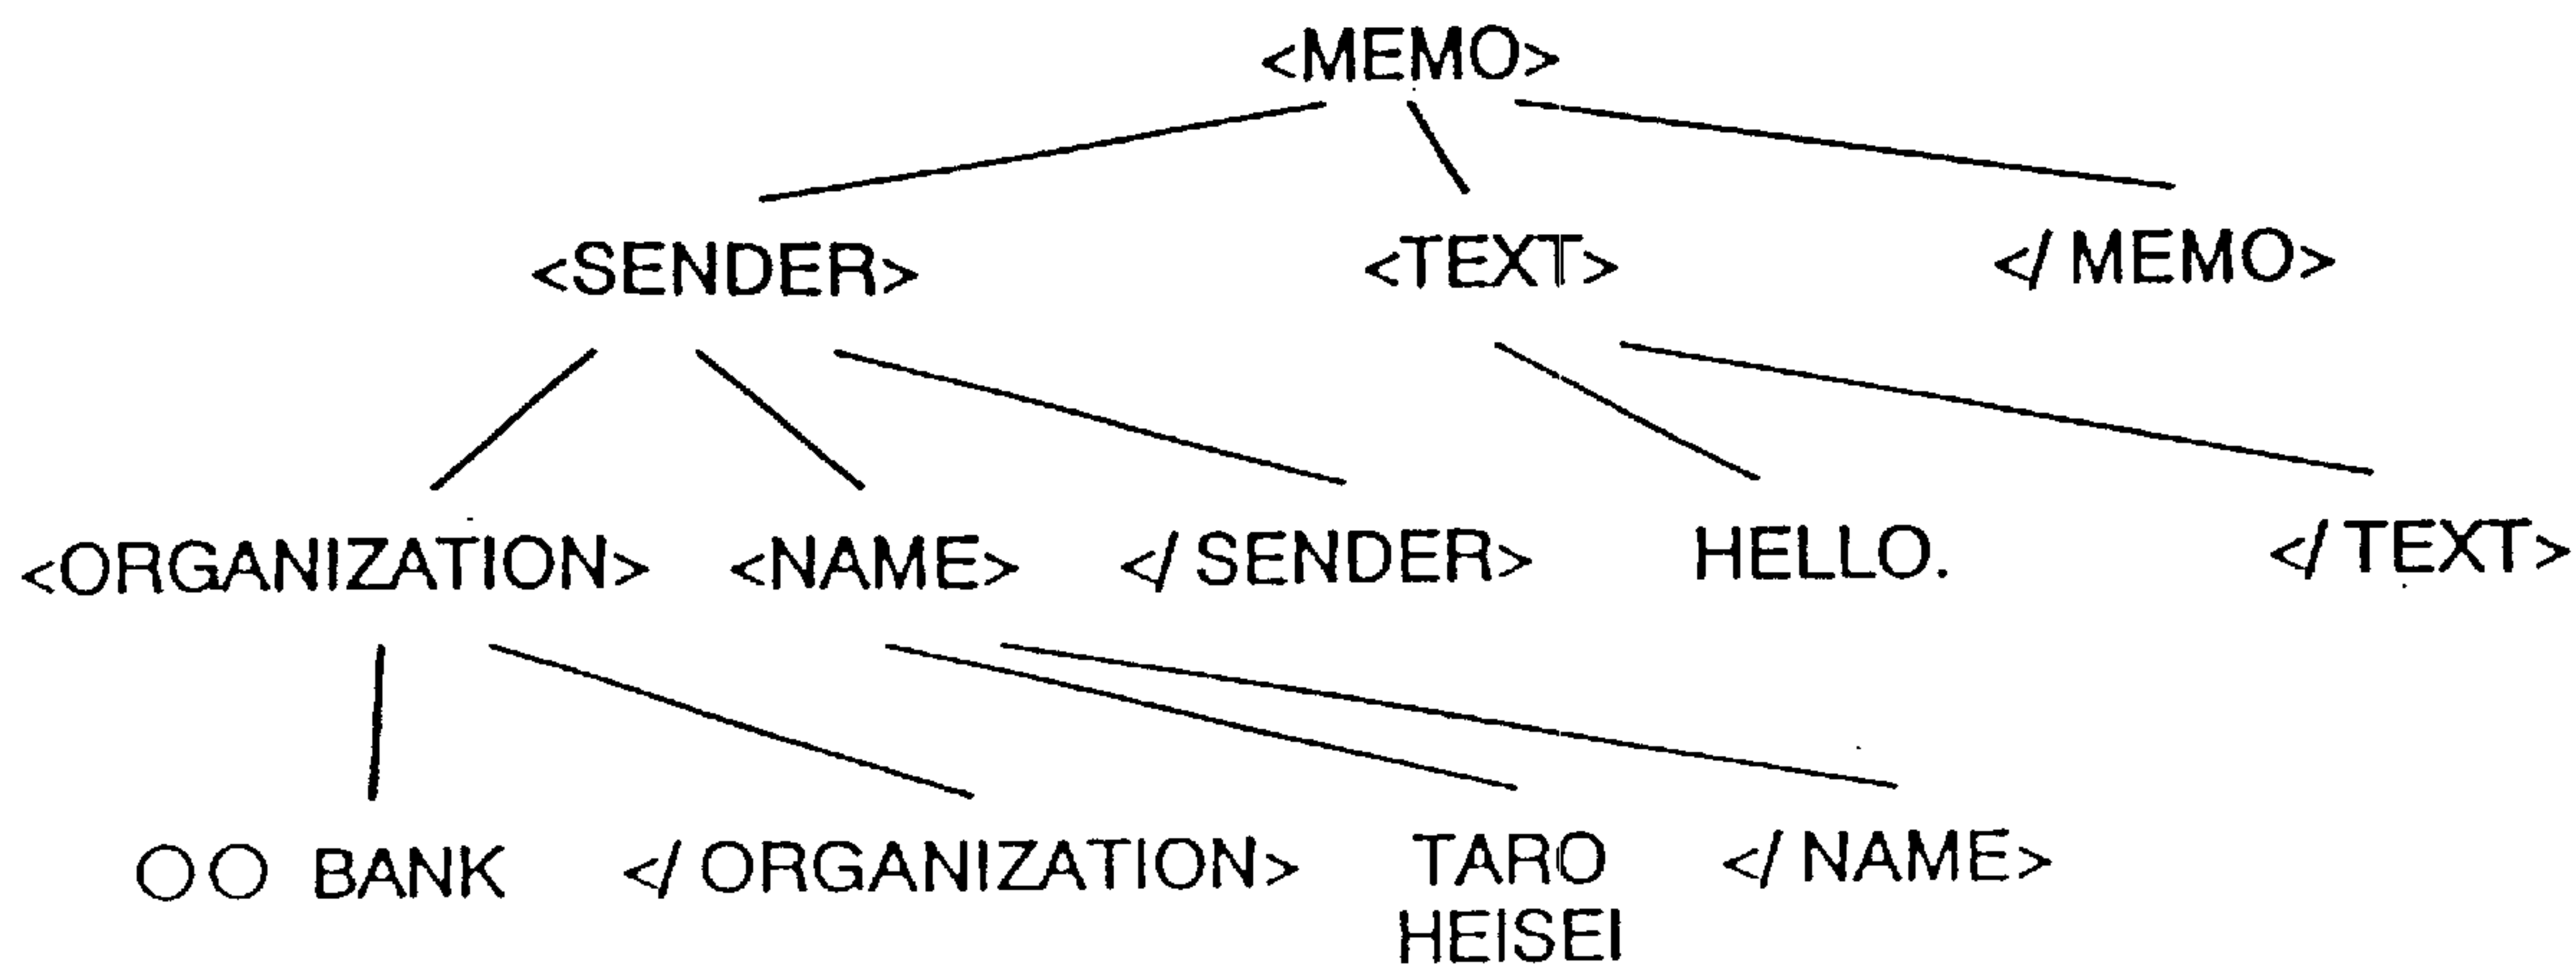 <MEMO>
<SENDER> <TEXT> </ MEMO>
<ORGANIZATION> <NAME> </ SENDER> HELLO. </ TEXT>
○○ BANK </ ORGANIZATION> TARO HEISEI </ NAME>